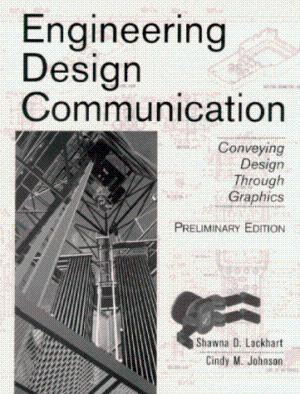 Engineering
Design
Communication
Conveying
Design
Through
Graphics
PRELIMINARY EDITION
Shawna D. Lockhart
Cindy M. Johnson